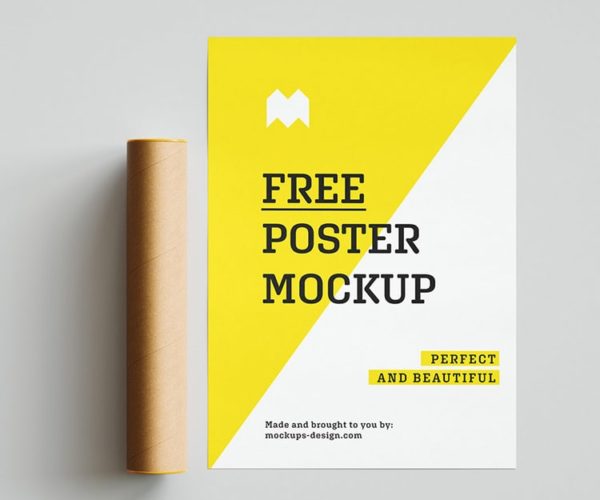 FREE
POSTER
MOCKUP
PERFECT
AND BEAUTIFUL
Made and brought to you by:
mockups-design.com